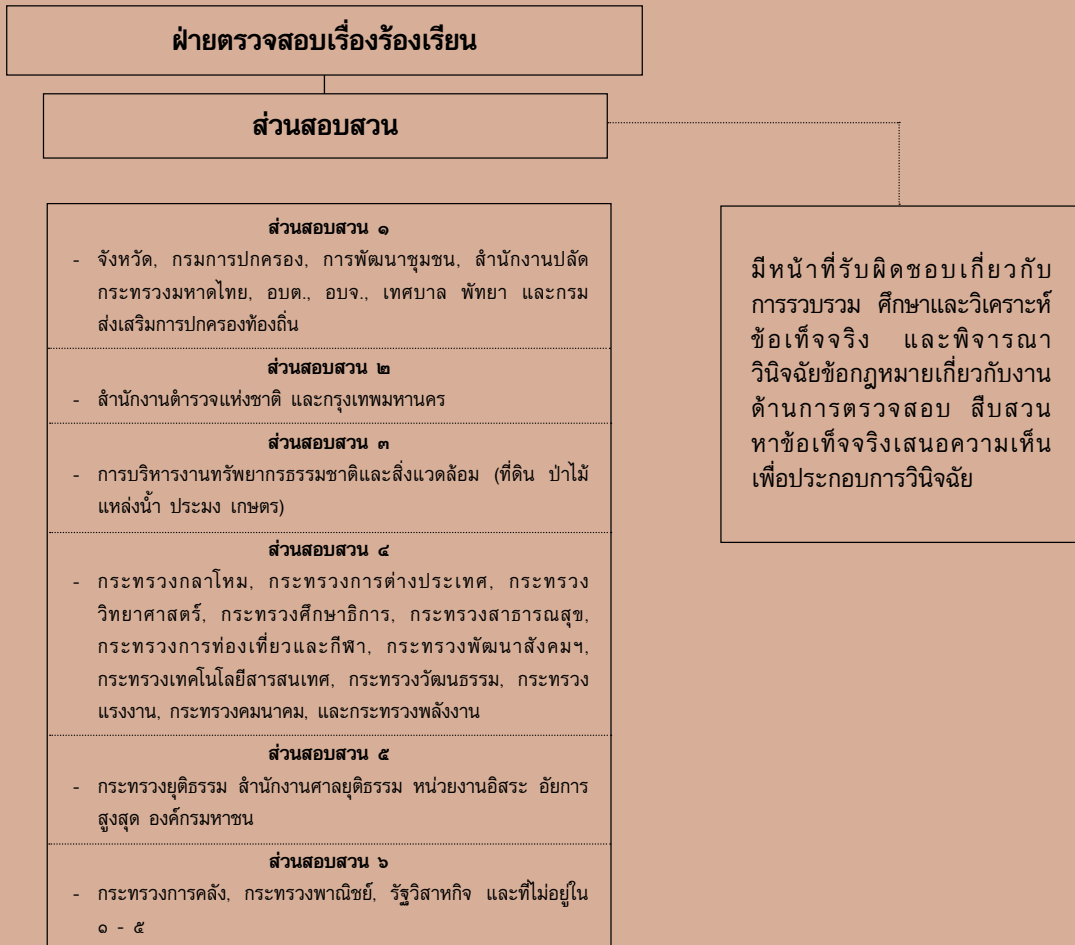 ฝ่ายตรวจสอบเรื่องร้องเรียน
ส่วนสอบสวน
ส่วนสอบสวน ๑
- จังหวัด, กรมการปกครอง, การพัฒนาชุมชน, สำนักงานปลัด
กระทรวงมหาดไทย, อบต., อบจ., เทศบาล พัทยา และกรม
ส่งเสริมการปกครองท้องถิ่น
ส่วนสอบสวน ๒
- สำนักงานตำรวจแห่งชาติ และกรุงเทพมหานคร
ส่วนสอบสวน ๓
- การบริหารงานทรัพยากรธรรมชาติและสิ่งแวดล้อม (ที่ดิน ป่าไม้
แหล่งน้ำ ประมง เกษตร)
ส่วนสอบสวน ๔
- กระทรวงกลาโหม, กระทรวงการต่างประเทศ, กระทรวง
วิทยาศาสตร์, กระทรวงศึกษาธิการ, กระทรวงสาธารณสุข,
กระทรวงการท่องเที่ยวและกีฬา, กระทรวงพัฒนาสังคมฯ,
กระทรวงเทคโนโลยีสารสนเทศ, กระทรวงวัฒนธรรม, กระทรวง
แรงงาน, กระทรวงคมนาคม, และกระทรวงพลังงาน
ส่วนสอบสวน ๕
- กระทรวงยุติธรรม สำนักงานศาลยุติธรรม หน่วยงานอิสระ อัยการ
สูงสุด องค์กรมหาชน
ส่วนสอบสวน ๖
- กระทรวงการคลัง, กระทรวงพาณิชย์, รัฐวิสาหกิจ และที่ไม่อยู่ใน
๑ - ๕
มีหน้าที่รับผิดชอบเกี่ยวกับ
การรวบรวม ศึกษาและวิเคราะห์
ข้อเท็จจริง และพิจารณา
วินิจฉัยข้อกฎหมายเกี่ยวกับงาน
ด้านการตรวจสอบ สืบสวน
หาข้อเท็จจริงเสนอความเห็น
เพื่อประกอบการวินิจฉัย